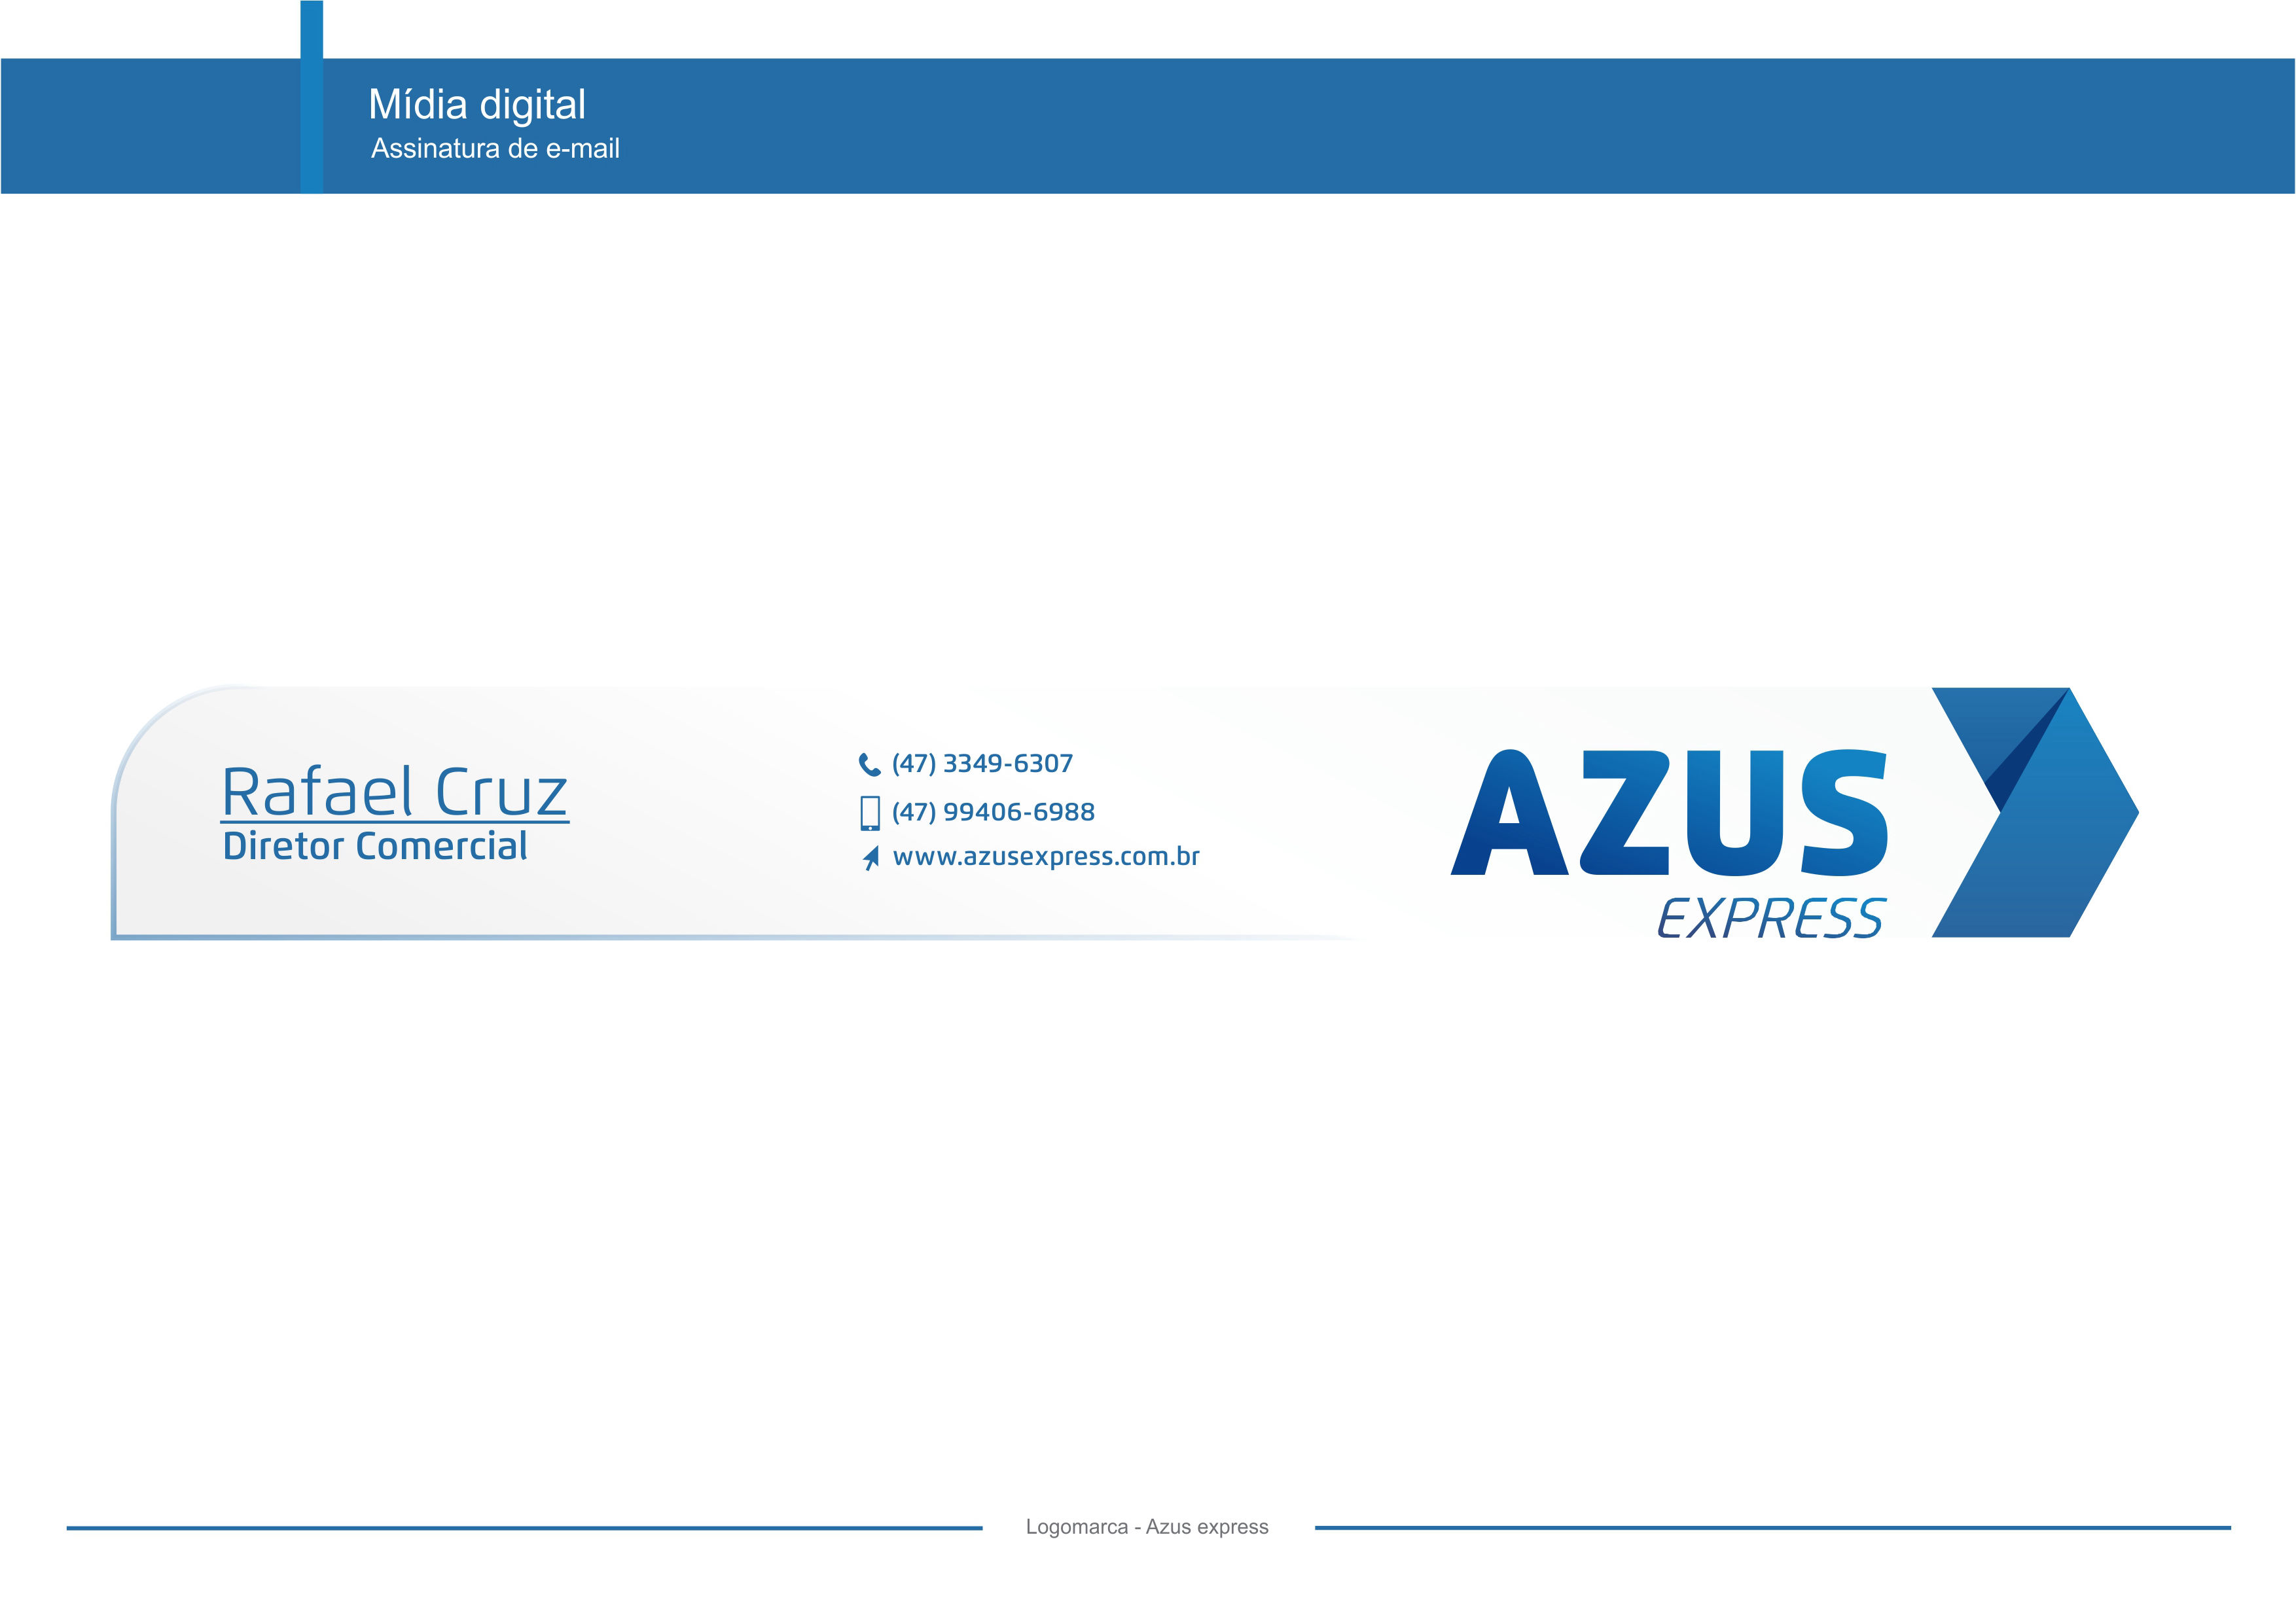 Mídia digital
Assinatura de e-mail
Rafael Cruz
Diretor Comercial
(47) 3349-6307
(47) 99406-6988
www.azusexpress.com.br
AZUS
EXPRESS
Logomarca - Azus express